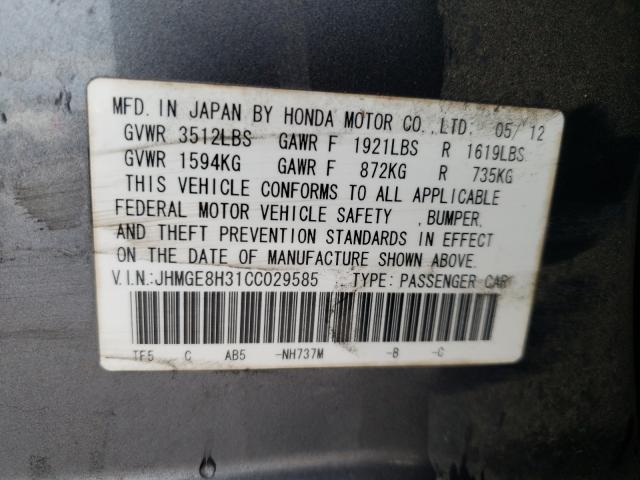 MFD. IN JAPAN BY HONDA MOTOR CO.,LTD. 05/12
GVWR 3512LBS GAWR F 1921LBS R 1619LBS
GVWR 1594KG GAWR F 872KG R 735KG
THIS VEHICLE CONFORMS TO ALL APPLICABLE
FEDERAL MOTOR VEHICLE SAFETY ,BUMPER,
AND THEFT PREVENTION STANDARDS IN EFFECT
ON THE DATE OF MANUFACTURE SHOWN ABOVE.
V.I.N.:JHMGE8H31CC029585 TYPE: PASSENGER CAR
TF5 C AB5 -NH737M -B -C